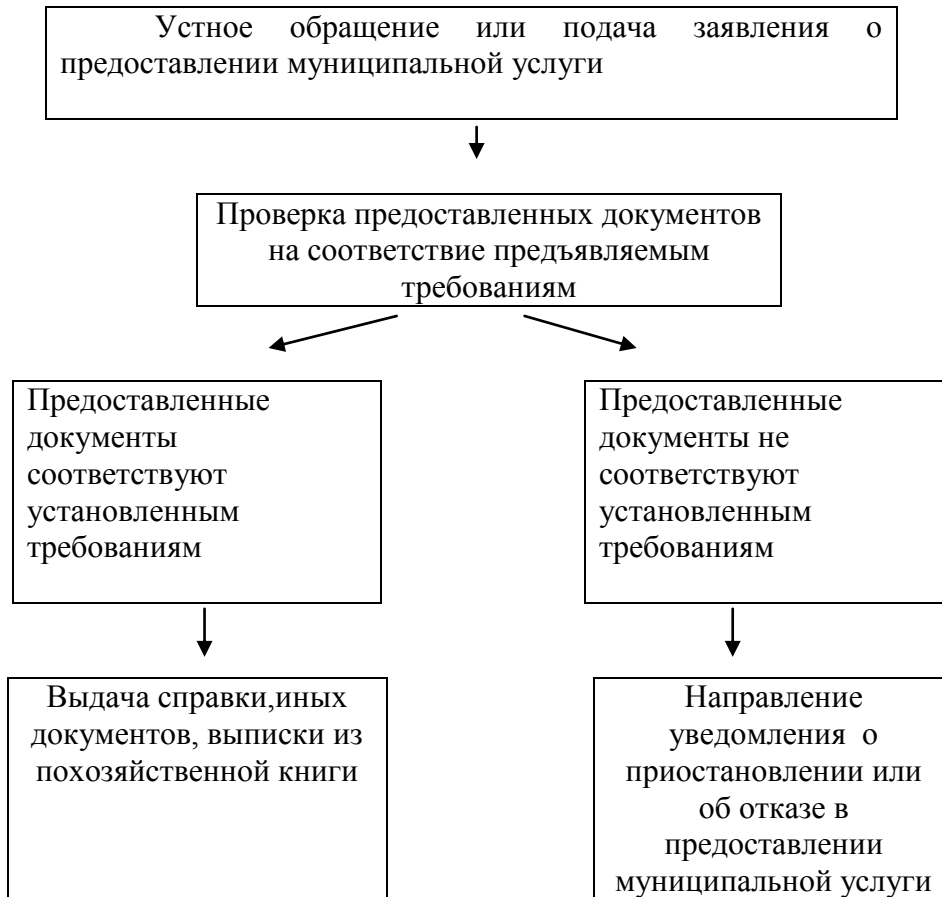 Устное обращение или подача заявления о
предоставлении муниципальной услуги
Проверка предоставленных документов
на соответствие предъявляемым
требованиям
Предоставленные
документы
соответствуют
установленным
требованиям
Предоставленные
документы не
соответствуют
установленным
требованиям
Выдача справки,иных
документов, выписки из
похозяйственной книги
Направление
уведомления о
приостановлении или
об отказе в
предоставлении
муниципальной услуги